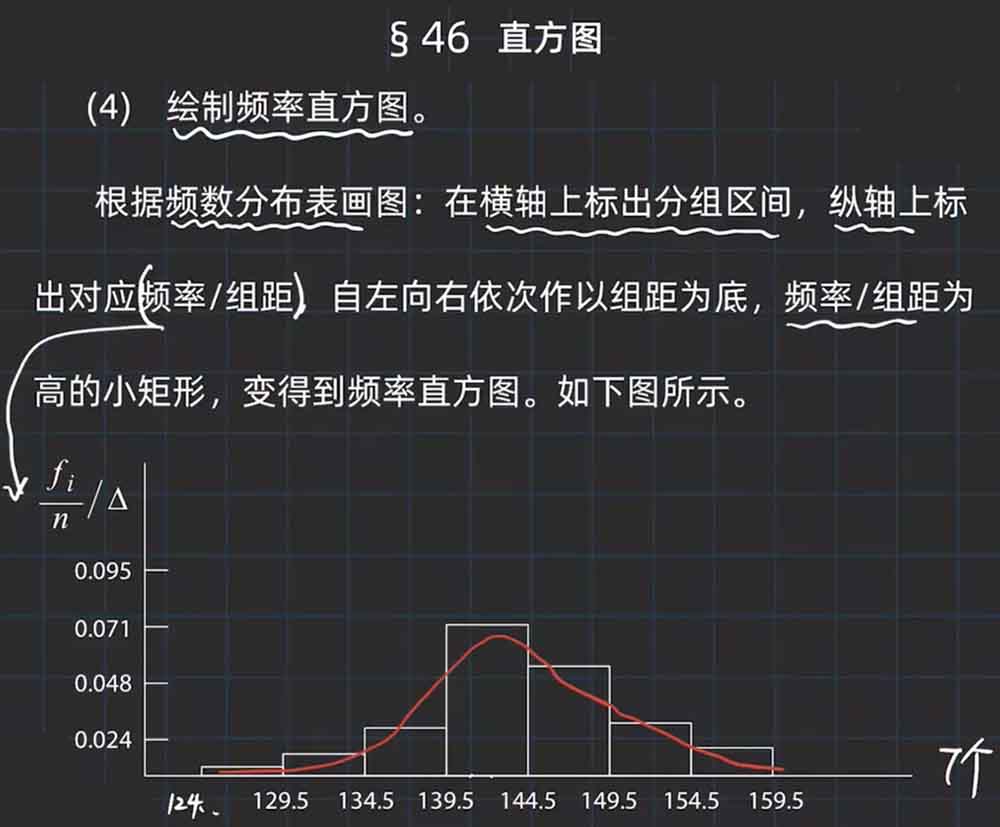 § 46 直方图
(4) 绘制频率直方图。
根据频数分布表画图：在横轴上标出分组区间，纵轴上标
出对应(频率/组距)，自左向右依次作以组距为底，频率/组距为
高的小矩形，变得到频率直方图。如下图所示。
f_i/n/Δ
0.095
0.071
0.048
0.024
7个
124. 129.5 134.5 139.5 144.5 149.5 154.5 159.5